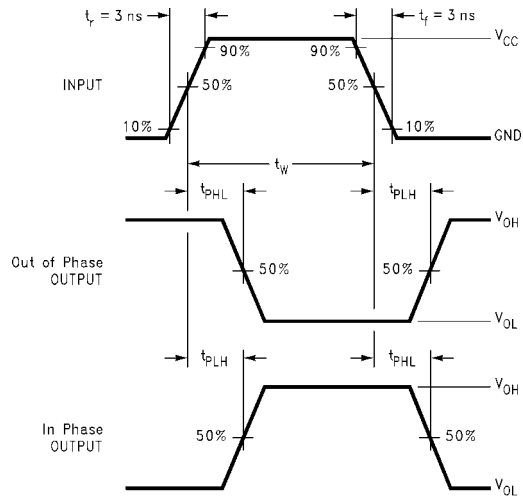 t_r = 3 ns
t_f = 3 ns
V_CC
90%
90%
INPUT
50%
50%
10%
10%
GND
t_W
t_PHL
t_PLH
V_OH
Out of Phase
OUTPUT
50%
50%
V_OL
t_PLH
t_PHL
V_OH
In Phase
OUTPUT
50%
50%
V_OL